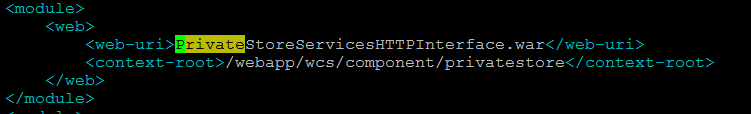 <module>
<web>
<web-uri>PrivateStoreServicesHTTPInterface.war</web-uri>
<context-root>/webapp/wcs/component/privatestore</context-root>
</web>
</module>